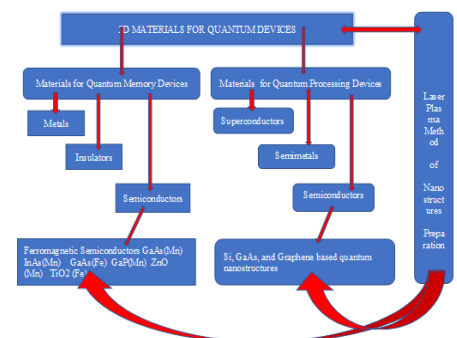 2D MATERIALS FOR QUANTUM DEVICES
Materials for Quantum Memory Devices
Materials for Quantum Processing Devices
Metals
Superconductors
Insulators
Semimetals
Semiconductors
Semiconductors
Ferromagnetic Semiconductors GaAs(Mn)
InAs(Mn) GaAs(Fe) GaP(Mn) ZnO
(Mn) TiO2 (Fe)
Si, GaAs, and Graphene based quantum
nanostructures
Laser
Plas
ma
Meth
od
of
Nano
struct
ures
Prepa
ration